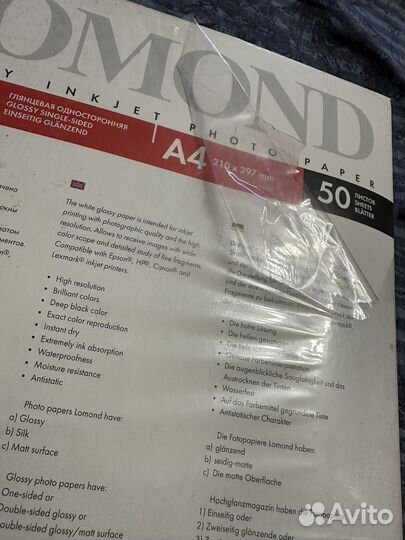 OMOND
Y INKJET PHOTO PAPER
ГЛЯНЦЕВАЯ ОДНОСТОРОННЯЯ
GLOSSY SINGLE-SIDED
EINSEITIG GLÄNZEND
A4 210 x 297 mm
50 ЛИСТОВ
SHEETS
BLÄTTER
The white glossy paper is intended for inkjet
printing with photographic quality and the high
resolution. Allows to receive images with wide
color scope and detailed study of fine fragments.
Compatible with Epson®, HP®, Canon® and
Lexmark® inkjet printers.
• High resolution
• Brilliant colors
• Deep black color
• Exact color reproduction
• Instant dry
• Extremely ink absorption
• Waterproofness
• Moisture resistance
• Antistatic
Photo papers Lomond have:
a) Glossy
b) Silk
c) Matt surface
Glossy photo papers have:
One-sided or
Double-sided glossy or
ouble-sided glossy/matt surface
• Die hohe Lösung
• Die hellen
• Die
• Genaue Farbeninterpretation
• Die augenblickliche Saugfähigkeit und das
Austrocknen der Tinten
• Wasserfest
• Auf das Farbemittel gegründete Tinte
• Antistatischer Charakter
Die Fotopapiere Lomond haben:
a) glänzend
b) seidig-matte
c) Die matte Oberfläche
Hochglanzmagazin haben
1) Einseitig oder
2) Zweiseitig glänzende oder
Avito